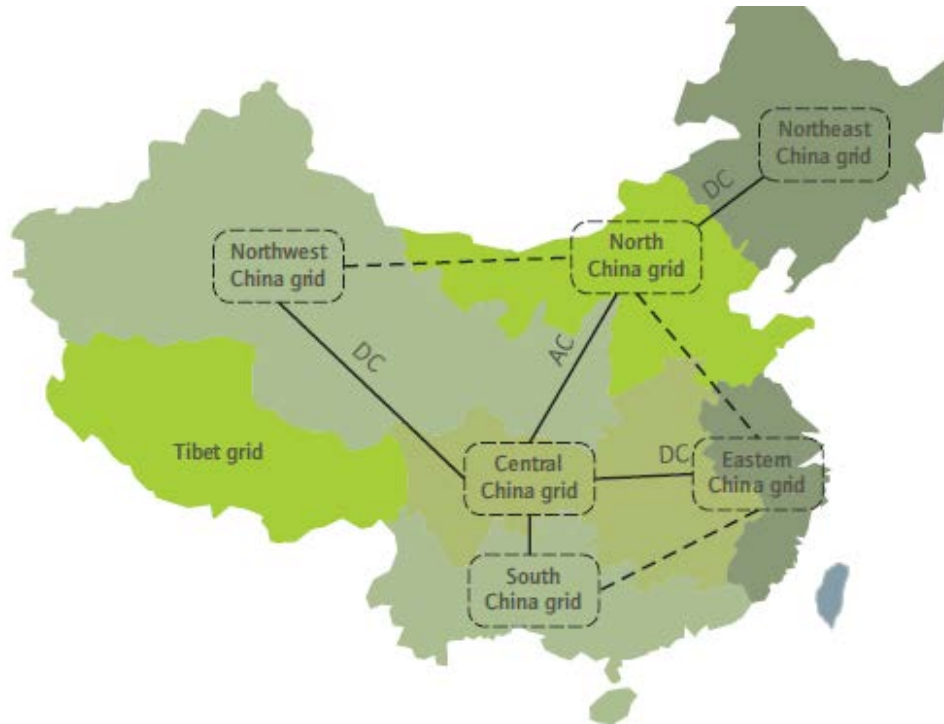 Northeast
China grid
DC
North
China grid
Northwest
China grid
AC
DC
Tibet grid
Central
China grid
DC
Eastern
China grid
South
China grid